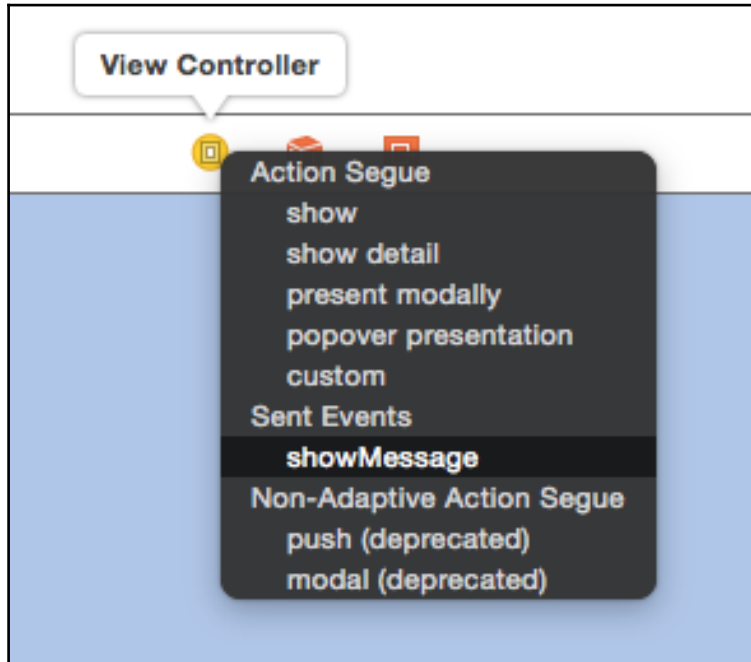 View Controller
Action Segue
show
show detail
present modally
popover presentation
custom
Sent Events
showMessage
Non-Adaptive Action Segue
push (deprecated)
modal (deprecated)